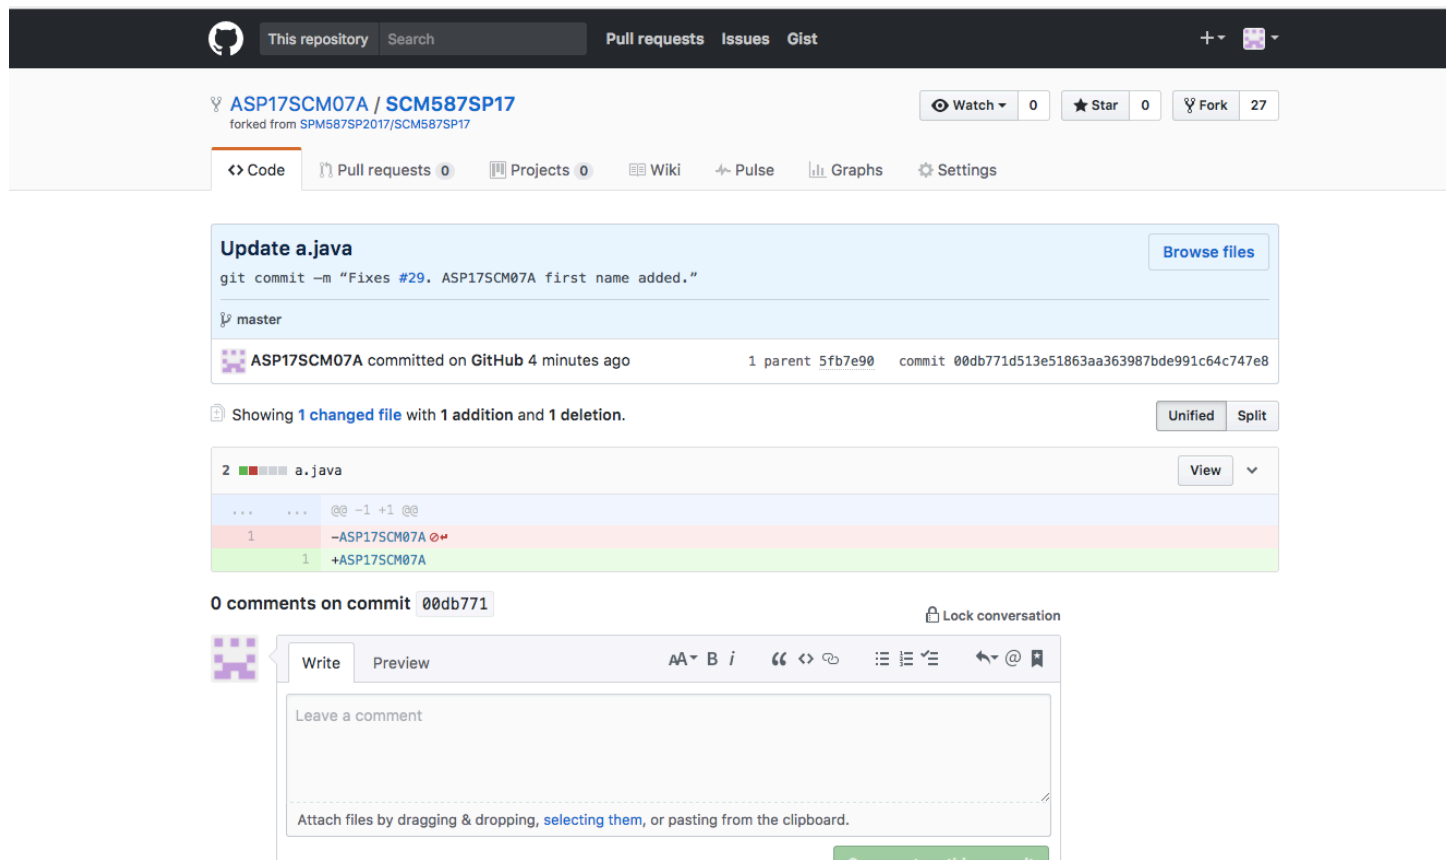 This repository Search Pull requests Issues Gist
ASP17SCM07A / SCM587SP17 Watch 0 Star 0 Fork 27
forked from SPM587SP2017/SCM587SP17
Code Pull requests 0 Projects 0 Wiki Pulse Graphs Settings
Update a.java Browse files
git commit –m “Fixes #29. ASP17SCM07A first name added.”
master
ASP17SCM07A committed on GitHub 4 minutes ago 1 parent 5fb7e90 commit 00db771d513e51863aa363987bde991c64c747e8
Showing 1 changed file with 1 addition and 1 deletion. Unified Split
2 a.java View
... ... @@ -1 +1 @@
1 -ASP17SCM07A
1 +ASP17SCM07A
0 comments on commit 00db771
Lock conversation
Write Preview AA B i
Leave a comment
Attach files by dragging & dropping, selecting them, or pasting from the clipboard.